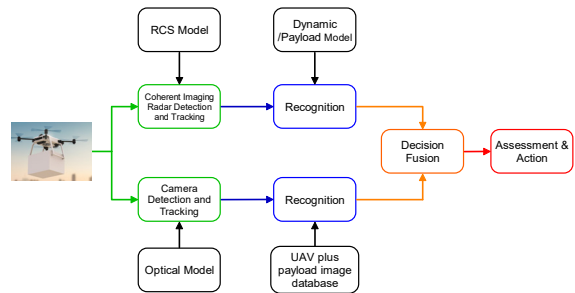 RCS Model
Dynamic
/Payload Model
Coherent Imaging
Radar Detection
and Tracking
Recognition
Decision
Fusion
Assessment &
Action
Camera
Detection and
Tracking
Recognition
Optical Model
UAV plus
payload image
database